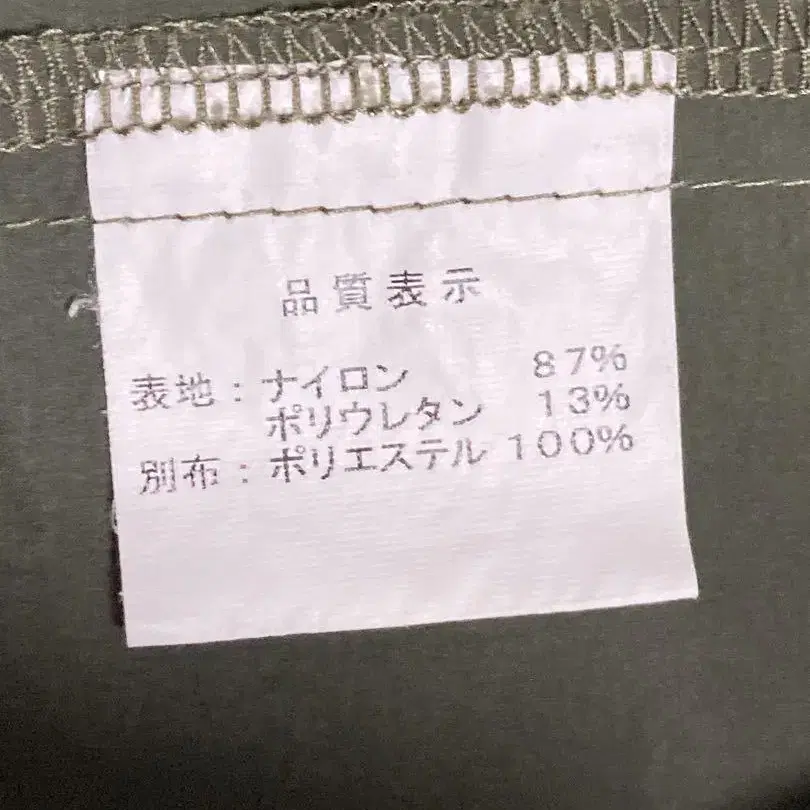 品質表示
表地：ナイロン 87%
ポリウレタン 13%
別布：ポリエステル 100%